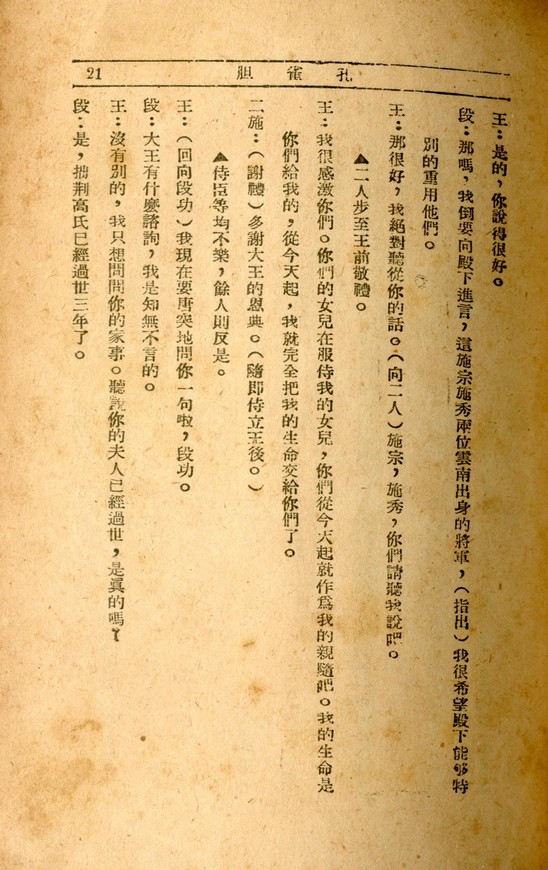 孔雀胆
21
王：是的，你說得很好。
段：那嗎，我倒要向殿下進言，這施宗施秀兩位雲南出身的將軍，（指出）我很希望殿下能够特
別的重用他們。
王：那很好，我絕對聽從你的話。（向二人）施宗，施秀，你們請聽我說吧。
▲二人步至王前敬禮。
王：我很感激你們。你們的女兒在服侍我的女兒，你們從今天起就作爲我的親隨吧。我的生命是
你們給我的，從今天起，我就完全把我的生命交給你們了。
二施：（謝禮）多謝大王的恩典。（隨即侍立王後。）
▲侍臣等均不樂，餘人則反是。
王：（回向段功）我現在要唐突地問你一句啦，段功。
段：大王有什麼諮詢，我是知無不言的。
王：沒有別的，我只想問問你的家事。聽說你的夫人已經過世，是眞的嗎？
段：是，拙荆高氏已經過世三年了。